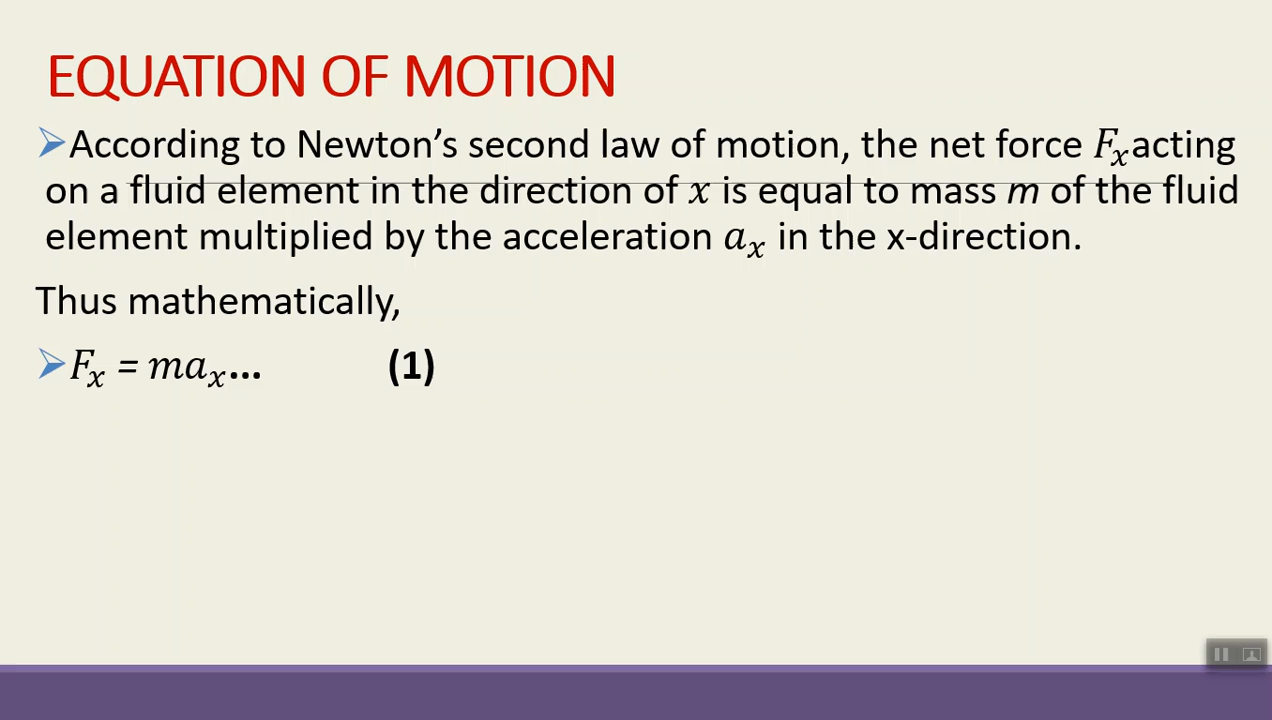 EQUATION OF MOTION
➢According to Newton’s second law of motion, the net force 𝐹ₓacting
on a fluid element in the direction of 𝑥 is equal to mass m of the fluid
element multiplied by the acceleration 𝑎ₓ in the x-direction.
Thus mathematically,
➢𝐹ₓ = 𝑚𝑎ₓ... (1)